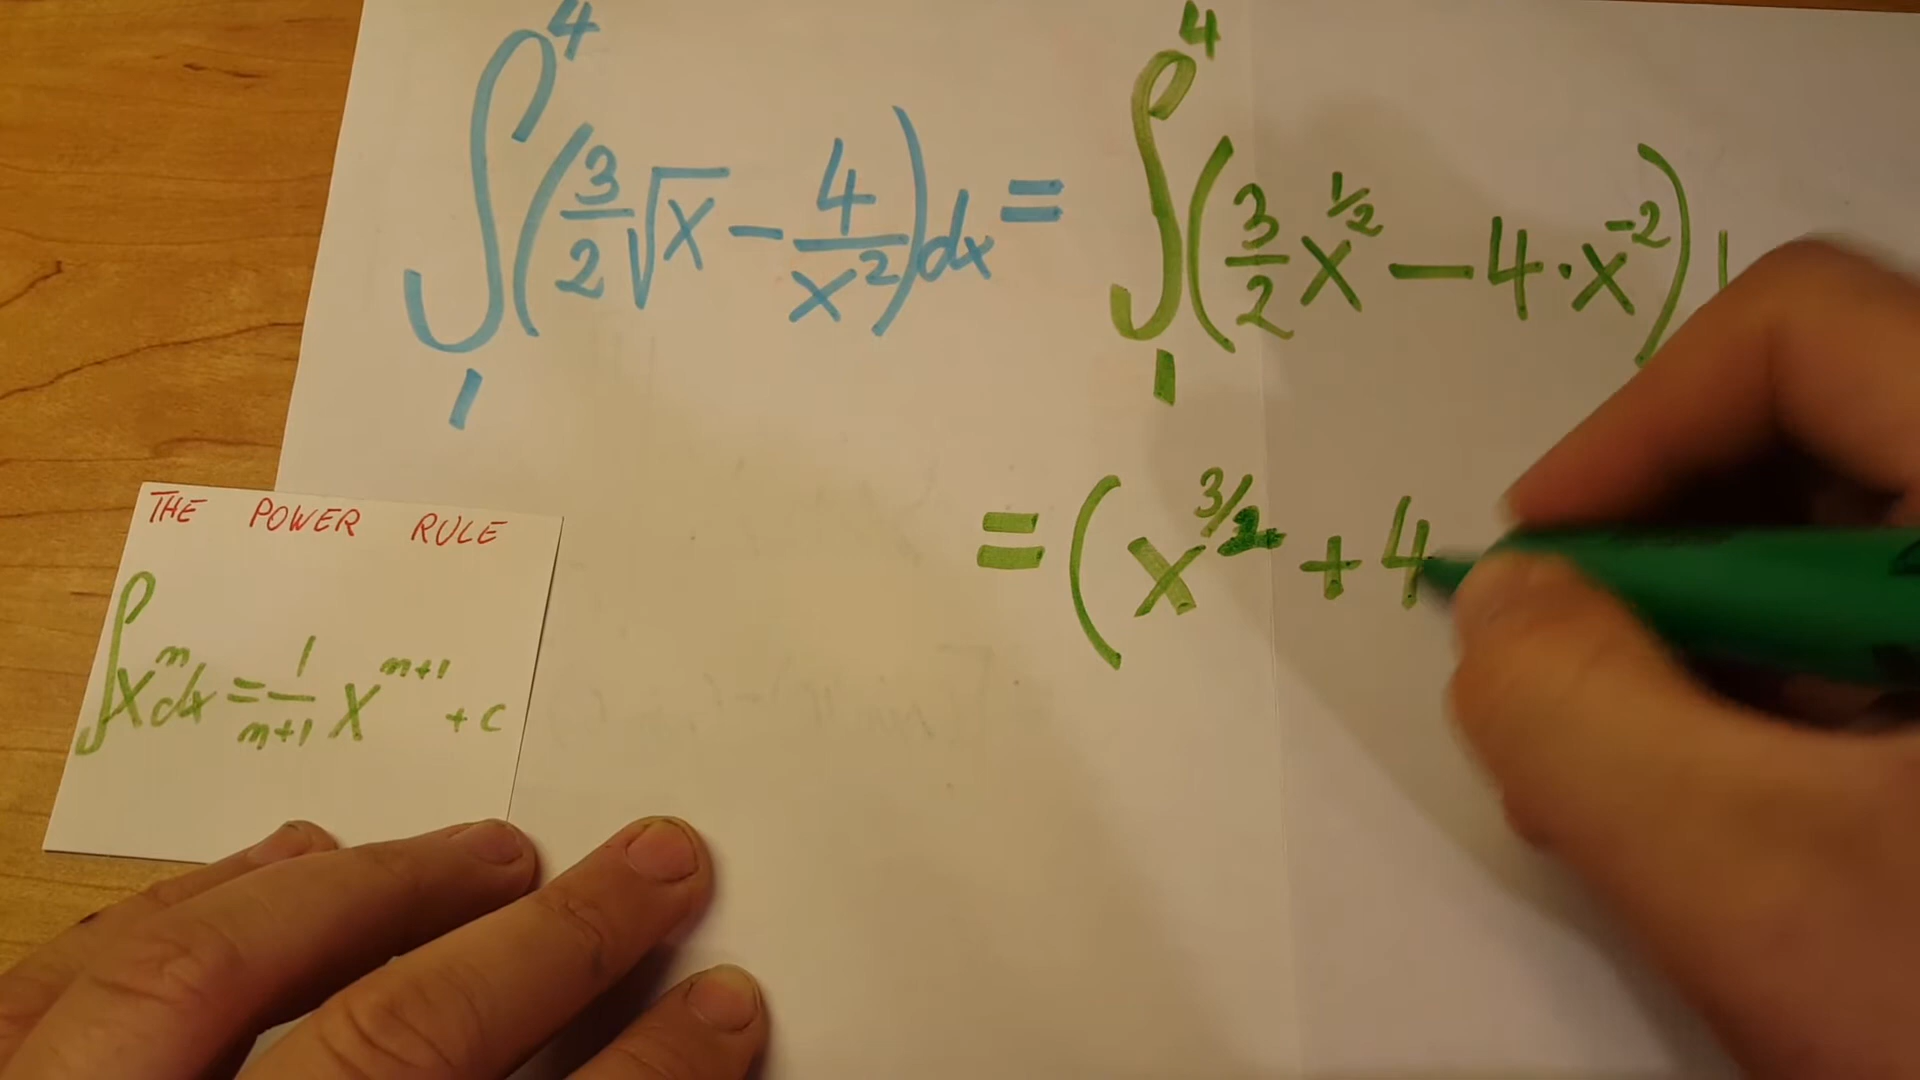 ∫₁⁴ (3/2 √x − 4/x²) dx = ∫₁⁴ (3/2 x^(1/2) − 4·x^(−2))
= (x^(3/2) + 4
THE POWER RULE
∫xⁿdx = 1/(n+1) x^(n+1) + c